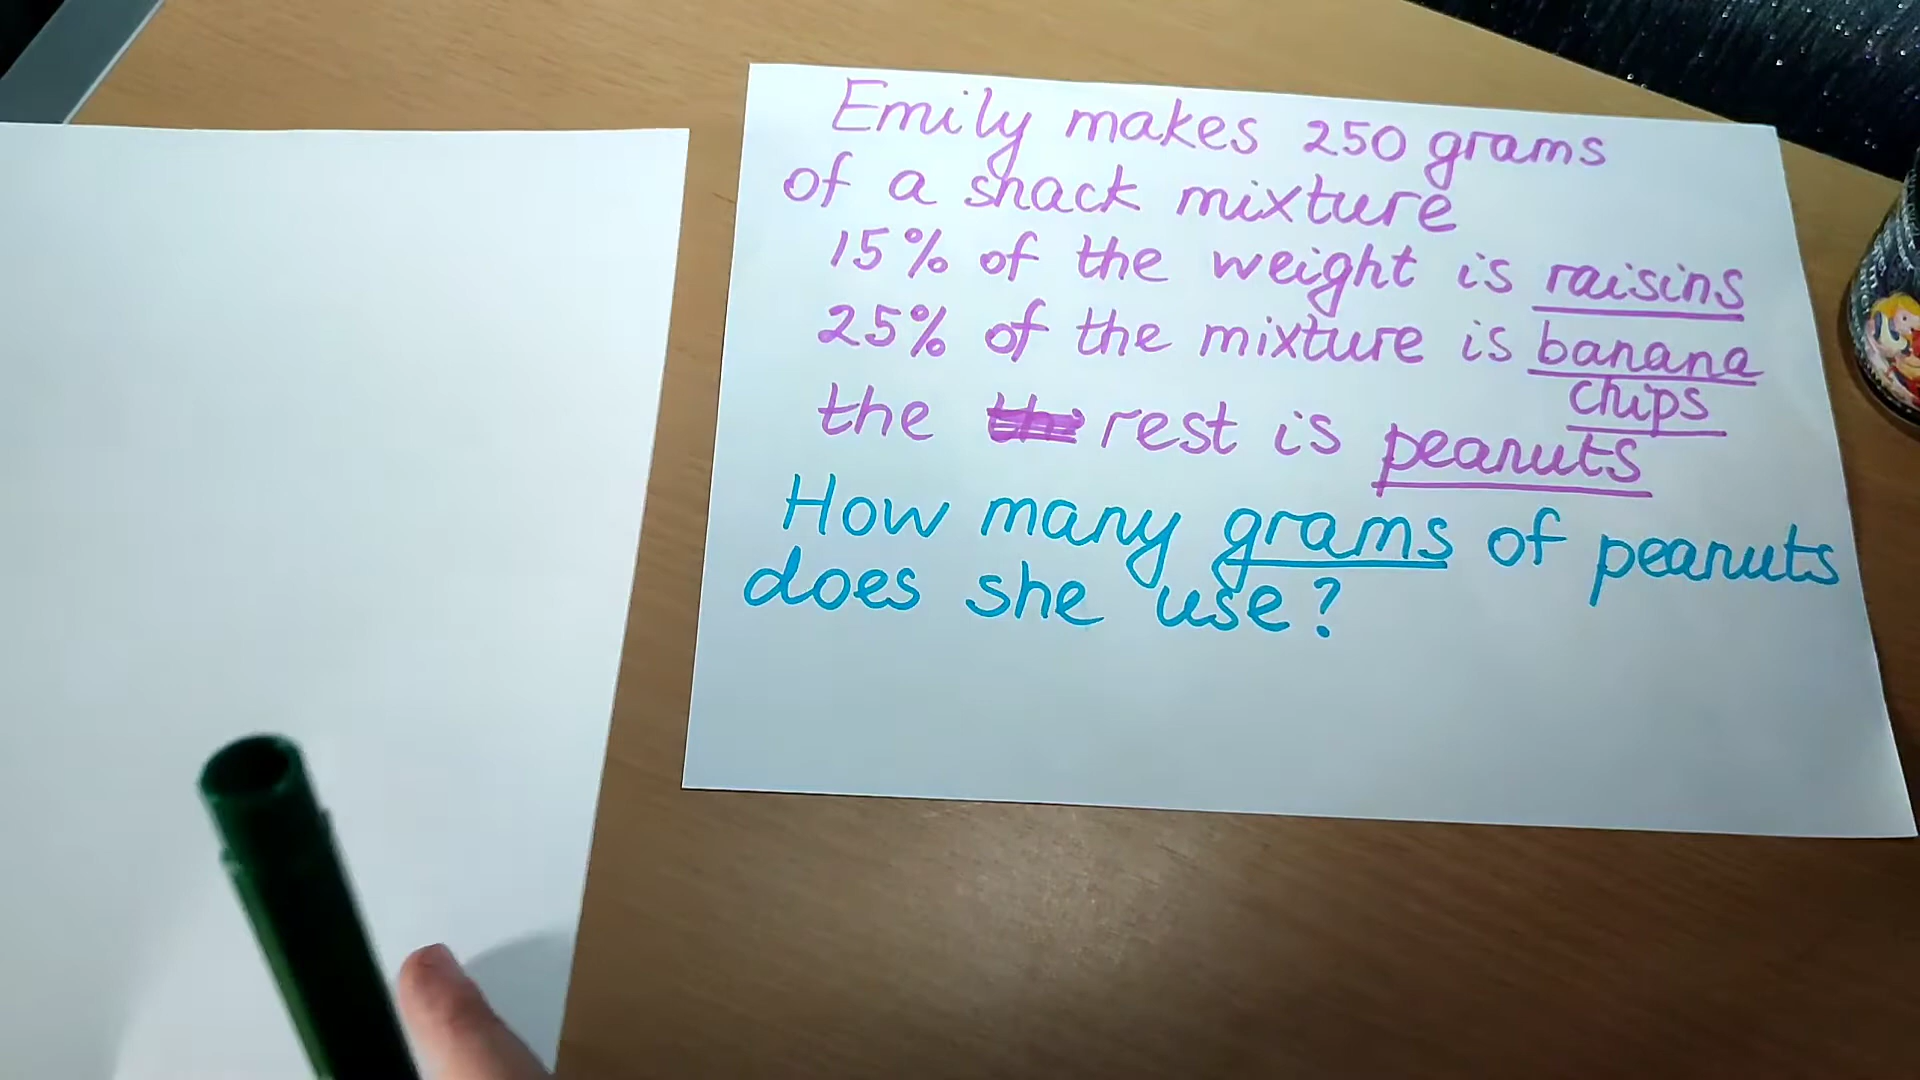 Emily makes 250 grams
of a snack mixture
15% of the weight is raisins
25% of the mixture is banana
chips
the rest is peanuts
How many grams of peanuts
does she use?